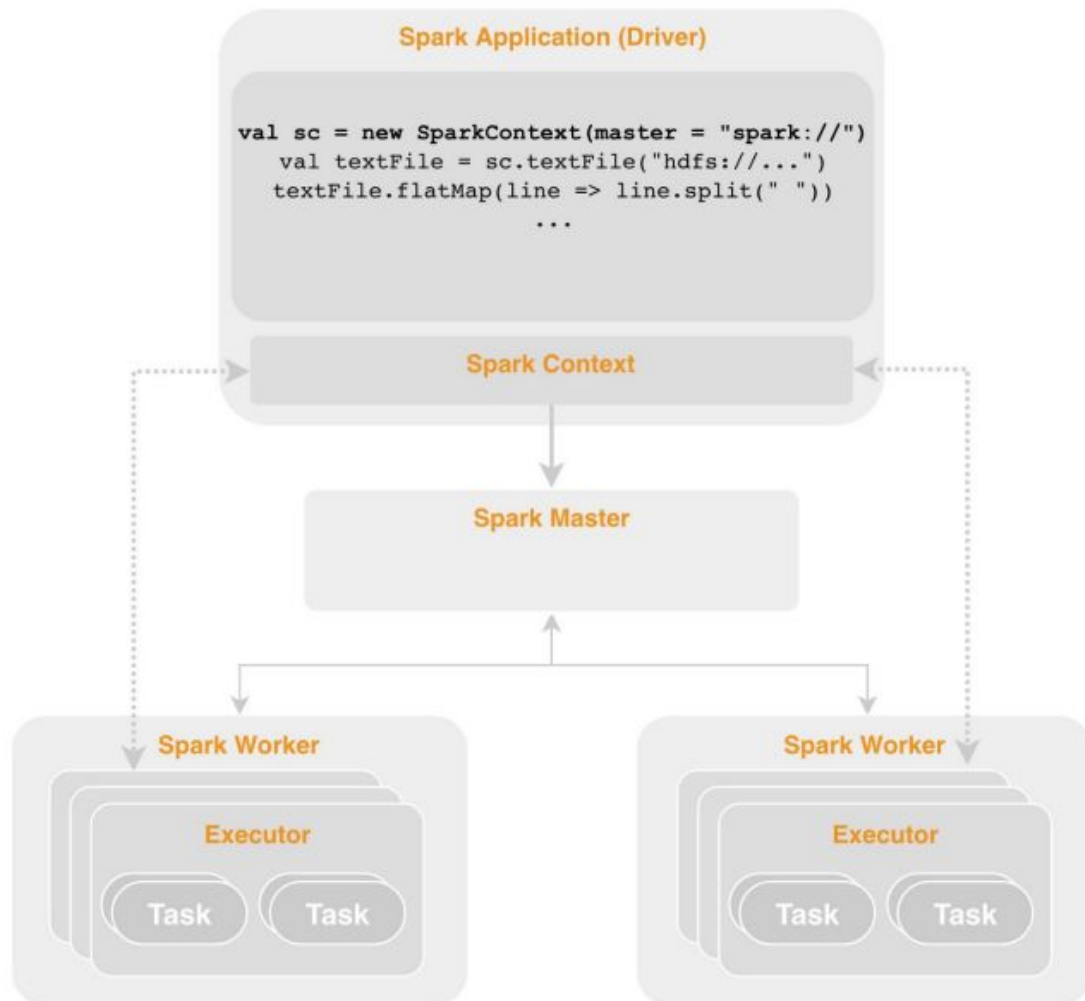 Spark Application (Driver)
val sc = new SparkContext(master = "spark://")
val textFile = sc.textFile("hdfs://...")
textFile.flatMap(line => line.split(" "))
...
Spark Context
Spark Master
Spark Worker
Executor
Task
Task
Spark Worker
Executor
Task
Task